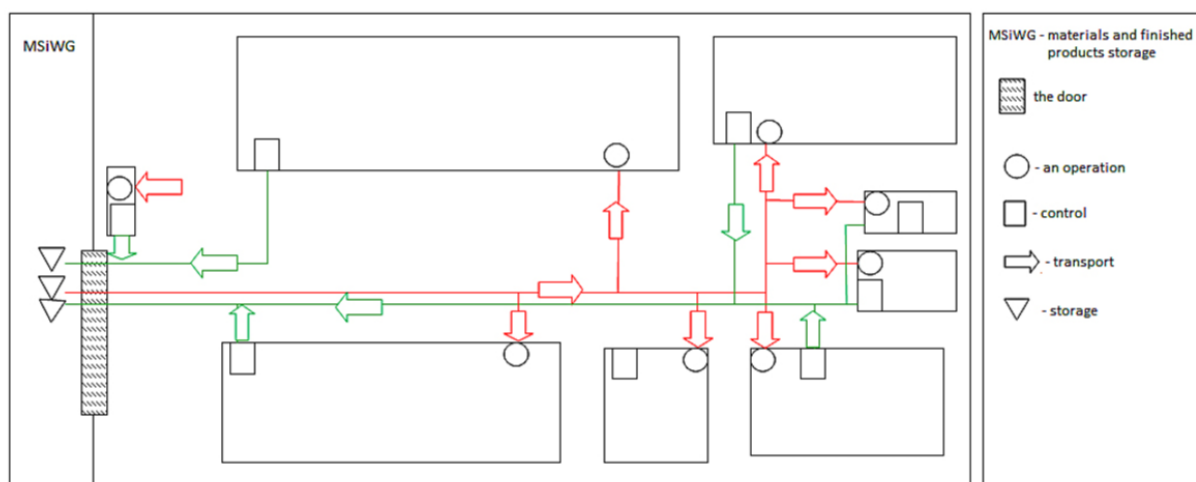 MSiWG
MSiWG - materials and finished
products storage
the door
- an operation
- control
- transport
- storage